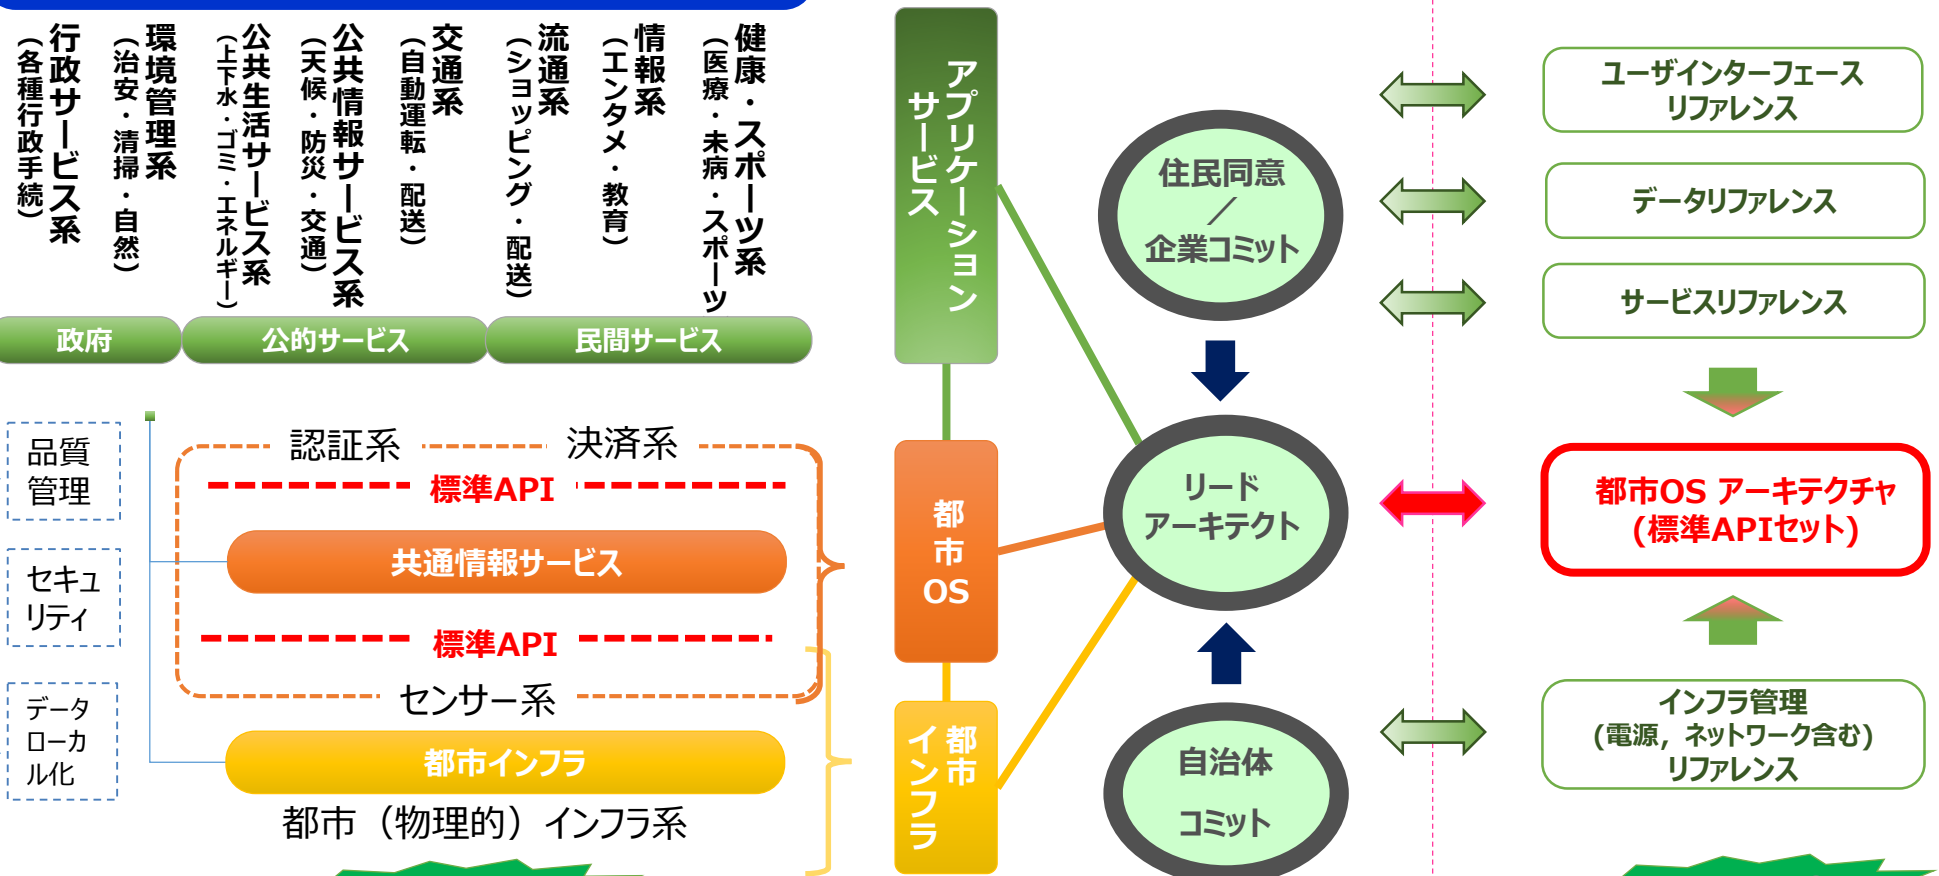 行政サービス系
（各種行政手続）
環境管理系
（治安・清掃・自然）
公共生活サービス系
（上下水・ゴミ・エネルギー）
公共情報サービス系
（天候・防災・交通）
交通系
（自動運転・配送）
流通系
（ショッピング・配送）
情報系
（エンタメ・教育）
健康・スポーツ系
（医療・未病・スポーツ
政府
公的サービス
民間サービス
品質
管理
セキュ
リティ
データ
ローカ
ル化
認証系
決済系
標準API
共通情報サービス
標準API
センサー系
都市インフラ
都市（物理的）インフラ系
アプリケーション
サービス
都市OS
都市
インフラ
住民同意
／
企業コミット
リード
アーキテクト
自治体
コミット
ユーザインターフェース
リファレンス
データリファレンス
サービスリファレンス
都市OS アーキテクチャ
(標準APIセット)
インフラ管理
(電源，ネットワーク含む)
リファレンス